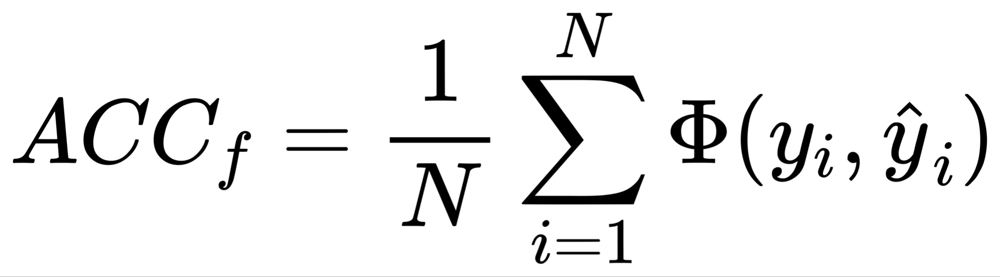 $ACC_f = \frac{1}{N} \sum_{i=1}^{N} \Phi(y_i, \hat{y}_i)$